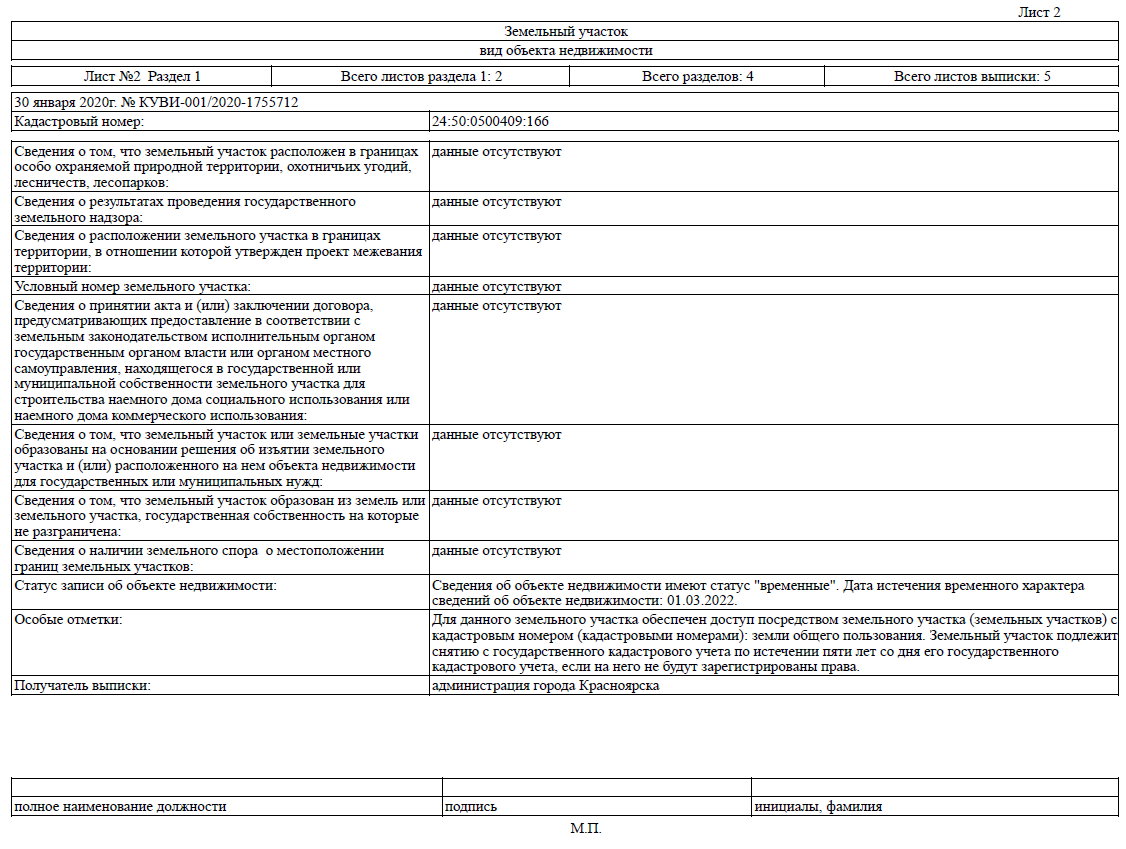 Лист 2
Земельный участок
вид объекта недвижимости
Лист №2 Раздел 1 Всего листов раздела 1: 2 Всего разделов: 4 Всего листов выписки: 5
30 января 2020г. № КУВИ-001/2020-1755712
Кадастровый номер: 24:50:0500409:166
Сведения о том, что земельный участок расположен в границах данные отсутствуют
особо охраняемой природной территории, охотничьих угодий,
лесничеств, лесопарков:
Сведения о результатах проведения государственного данные отсутствуют
земельного надзора:
Сведения о расположении земельного участка в границах данные отсутствуют
территории, в отношении которой утвержден проект межевания
территории:
Условный номер земельного участка: данные отсутствуют
Сведения о принятии акта и (или) заключении договора, данные отсутствуют
предусматривающих предоставление в соответствии с
земельным законодательством исполнительным органом
государственным органом власти или органом местного
самоуправления, находящегося в государственной или
муниципальной собственности земельного участка для
строительства наемного дома социального использования или
наемного дома коммерческого использования:
Сведения о том, что земельный участок или земельные участки данные отсутствуют
образованы на основании решения об изъятии земельного
участка и (или) расположенного на нем объекта недвижимости
для государственных или муниципальных нужд:
Сведения о том, что земельный участок образован из земель или данные отсутствуют
земельного участка, государственная собственность на которые
не разграничена:
Сведения о наличии земельного спора о местоположении данные отсутствуют
границ земельных участков:
Статус записи об объекте недвижимости: Сведения об объекте недвижимости имеют статус "временные". Дата истечения временного характера
сведений об объекте недвижимости: 01.03.2022.
Особые отметки: Для данного земельного участка обеспечен доступ посредством земельного участка (земельных участков) с
кадастровым номером (кадастровыми номерами): земли общего пользования. Земельный участок подлежит
снятию с государственного кадастрового учета по истечении пяти лет со дня его государственного
кадастрового учета, если на него не будут зарегистрированы права.
Получатель выписки: администрация города Красноярска
полное наименование должности подпись инициалы, фамилия
М.П.